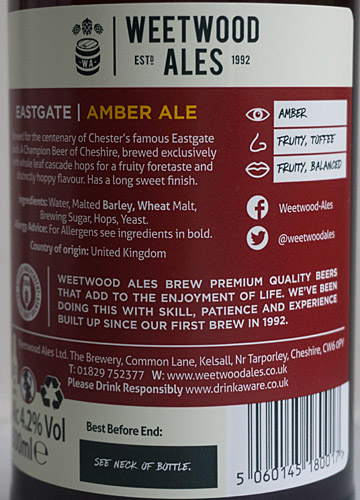 WEETWOOD
ESTD ALES 1992
WA
EASTGATE | AMBER ALE
for the centenary of Chester's famous Eastgate
A Champion Beer of Cheshire, brewed exclusively
whole leaf cascade hops for a fruity foretaste and
distinctly hoppy flavour. Has a long sweet finish.
AMBER
FRUITY, TOFFEE
FRUITY, BALANCED
Ingredients: Water, Malted Barley, Wheat Malt,
Brewing Sugar, Hops, Yeast.
Allergy Advice: For Allergens see ingredients in bold.
Country of origin: United Kingdom
Weetwood-Ales
@weetwoodales
WEETWOOD ALES BREW PREMIUM QUALITY BEERS
THAT ADD TO THE ENJOYMENT OF LIFE. WE'VE BEEN
DOING THIS WITH SKILL, PATIENCE AND EXPERIENCE
BUILT UP SINCE OUR FIRST BREW IN 1992.
Weetwood Ales Ltd. The Brewery, Common Lane, Kelsall, Nr Tarporley, Cheshire, CW6 0PY
T: 01829 752377 W: www.weetwoodales.co.uk
Please Drink Responsibly www.drinkaware.co.uk
4.2% Vol
ml e
Best Before End:
SEE NECK OF BOTTLE.
5 060145 180017